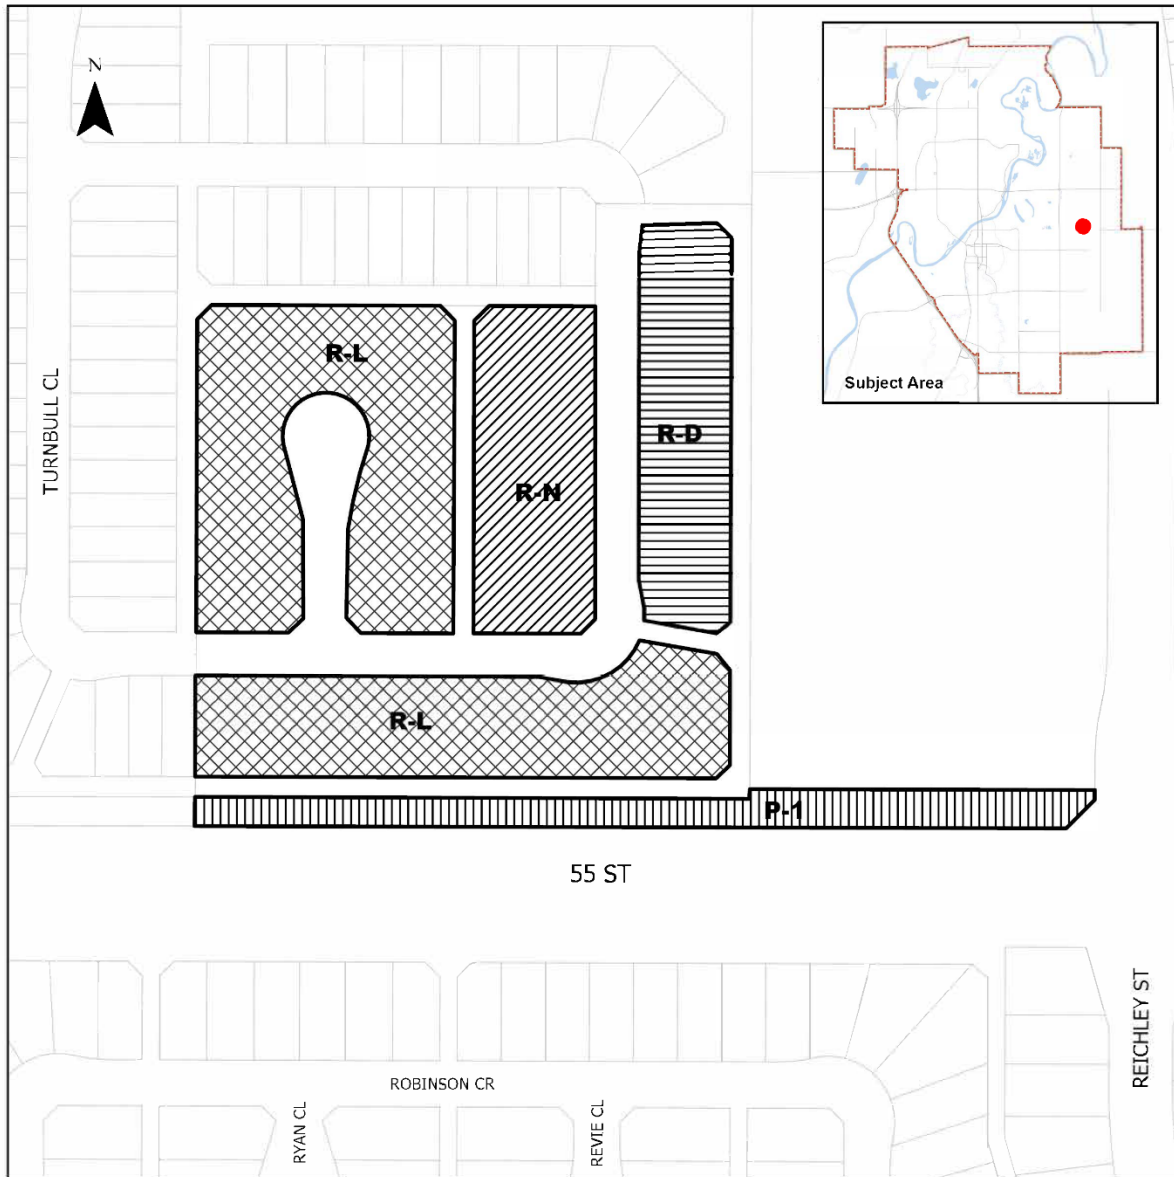 N
Subject Area
R-L
TURNBULL CL
R-D
R-N
R-L
P-1
55 ST
REICHLEY ST
ROBINSON CR
RYAN CL
REVIE CL